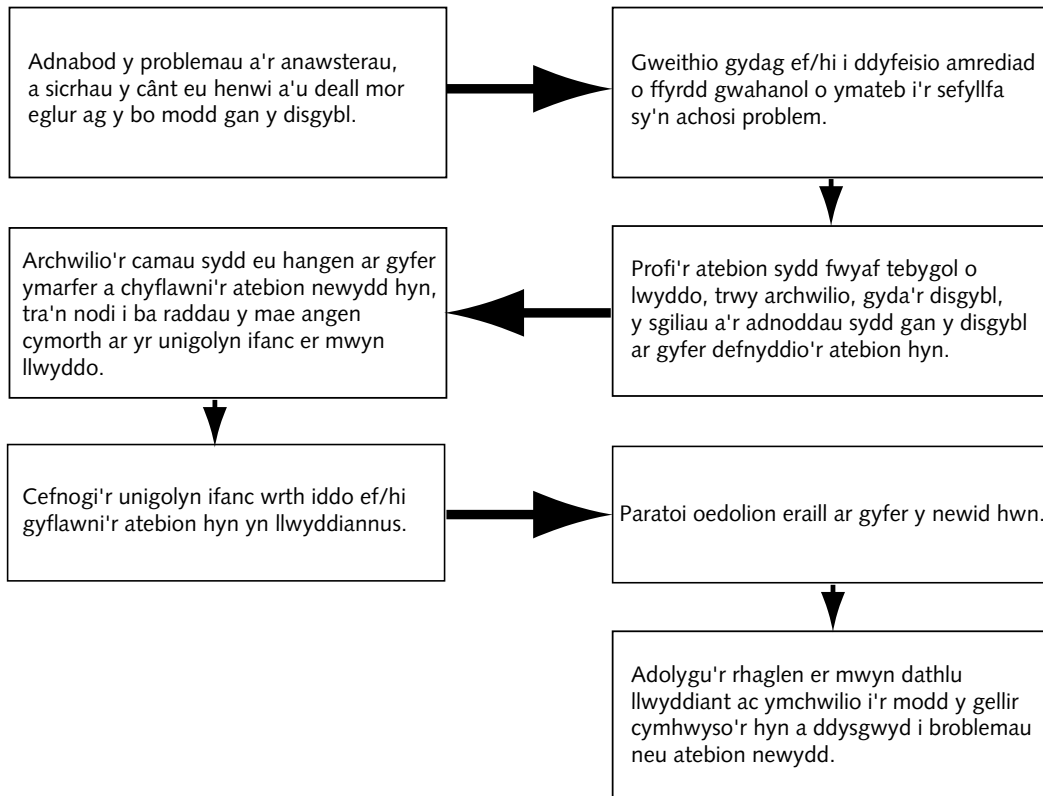 Adnabod y problemau a'r anawsterau,
a sicrhau y cânt eu henwi a'u deall mor
eglur ag y bo modd gan y disgybl.
Gweithio gydag ef/hi i ddyfeisio amrediad
o ffyrdd gwahanol o ymateb i'r sefyllfa
sy'n achosi problem.
Profi'r atebion sydd fwyaf tebygol o
lwyddo, trwy archwilio, gyda'r disgybl,
y sgiliau a'r adnoddau sydd gan y disgybl
ar gyfer defnyddio'r atebion hyn.
Archwilio'r camau sydd eu hangen ar gyfer
ymarfer a chyflawni'r atebion newydd hyn,
tra'n nodi i ba raddau y mae angen
cymorth ar yr unigolyn ifanc er mwyn
llwyddo.
Cefnogi'r unigolyn ifanc wrth iddo ef/hi
gyflawni'r atebion hyn yn llwyddiannus.
Paratoi oedolion eraill ar gyfer y newid hwn.
Adolygu'r rhaglen er mwyn dathlu
llwyddiant ac ymchwilio i'r modd y gellir
cymhwyso'r hyn a ddysgwyd i broblemau
neu atebion newydd.